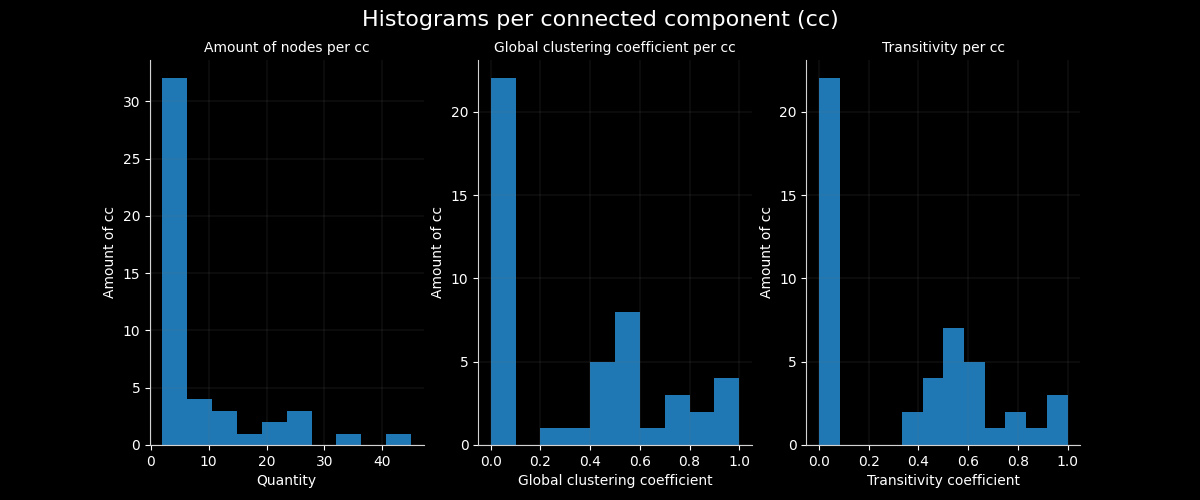 Histograms per connected component (cc)
Amount of nodes per cc
Amount of cc
30
25
20
15
10
5
0
0 10 20 30 40
Quantity
Global clustering coefficient per cc
Amount of cc
20
15
10
5
0
0.0 0.2 0.4 0.6 0.8 1.0
Global clustering coefficient
Transitivity per cc
Amount of cc
20
15
10
5
0
0.0 0.2 0.4 0.6 0.8 1.0
Transitivity coefficient